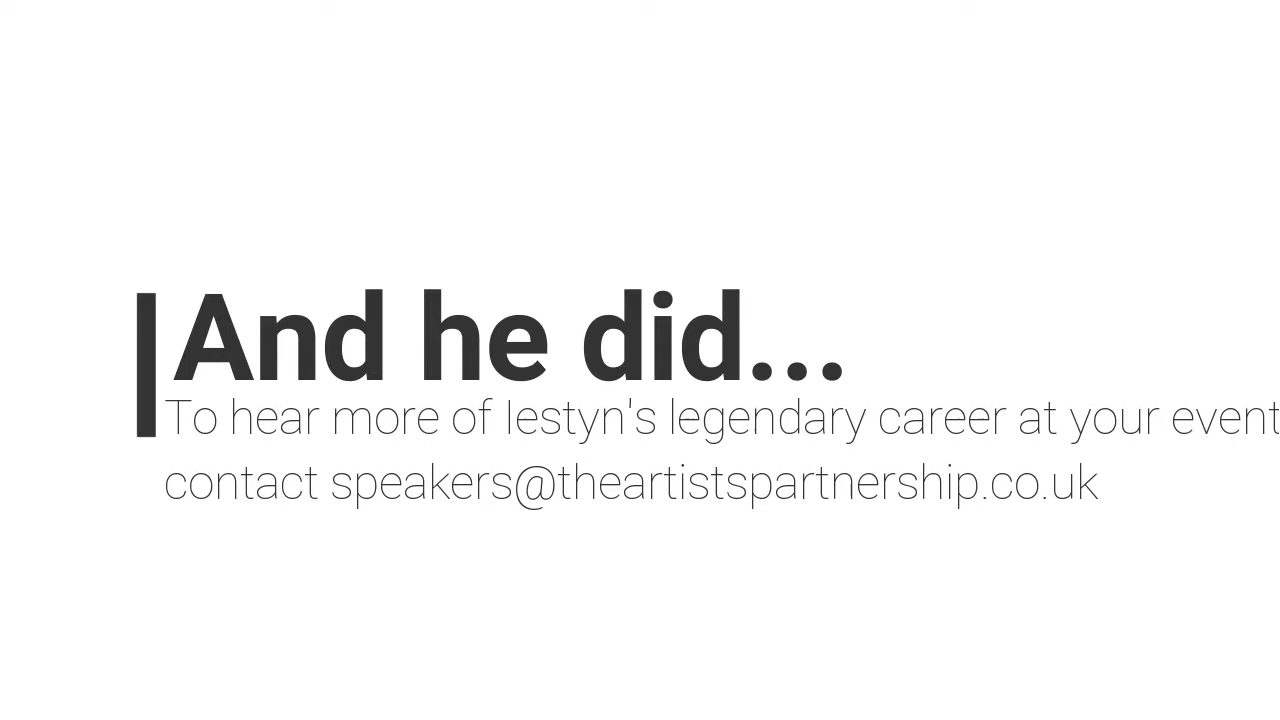 And he did...
To hear more of Iestyn's legendary career at your event
contact speakers@theartistspartnership.co.uk